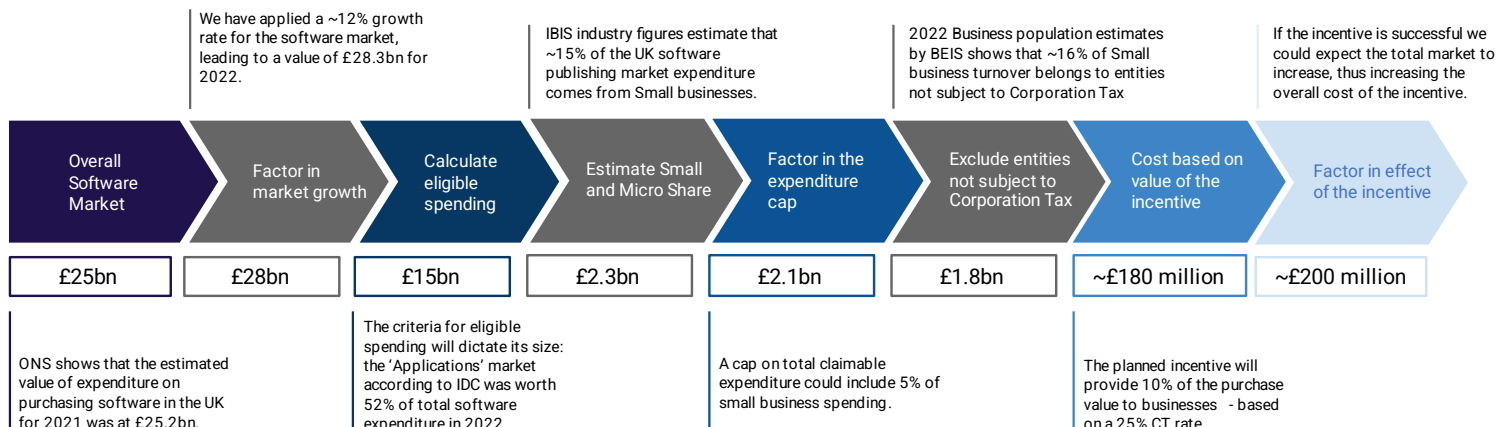 We have applied a ~12% growth
rate for the software market,
leading to a value of £28.3bn for
2022.
IBIS industry figures estimate that
~15% of the UK software
publishing market expenditure
comes from Small businesses.
2022 Business population estimates
by BEIS shows that ~16% of Small
business turnover belongs to entities
not subject to Corporation Tax
If the incentive is successful we
could expect the total market to
increase, thus increasing the
overall cost of the incentive.
Overall
Software
Market
Factor in
market growth
Calculate
eligible
spending
Estimate Small
and Micro Share
Factor in the
expenditure
cap
Exclude entities
not subject to
Corporation Tax
Cost based on
value of the
incentive
Factor in effect
of the incentive
£25bn
£28bn
£15bn
£2.3bn
£2.1bn
£1.8bn
~£180 million
~£200 million
ONS shows that the estimated
value of expenditure on
purchasing software in the UK
for 2021 was at £25.2bn.
The criteria for eligible
spending will dictate its size:
the ‘Applications’ market
according to IDC was worth
52% of total software
expenditure in 2022
A cap on total claimable
expenditure could include 5% of
small business spending.
The planned incentive will
provide 10% of the purchase
value to businesses - based
on a 25% CT rate